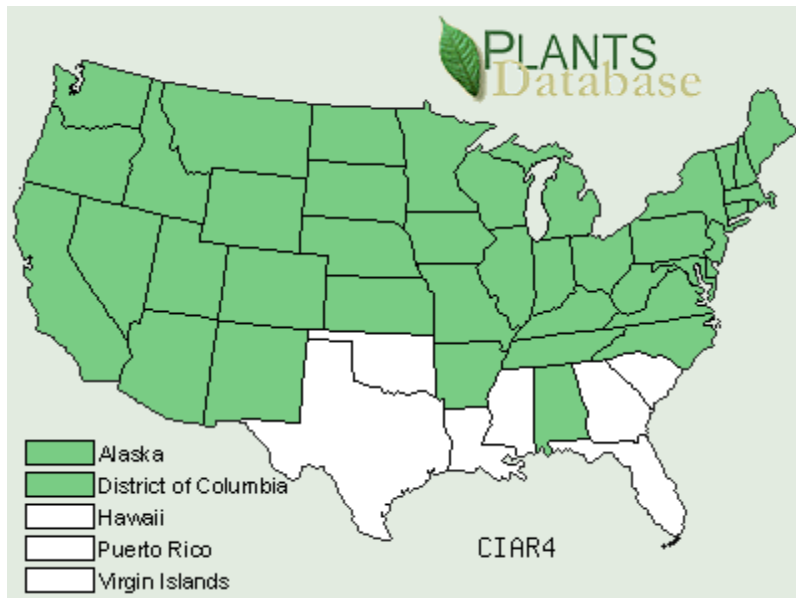 PLANTS
Database
Alaska
District of Columbia
Hawaii
Puerto Rico
Virgin Islands
CIAR4